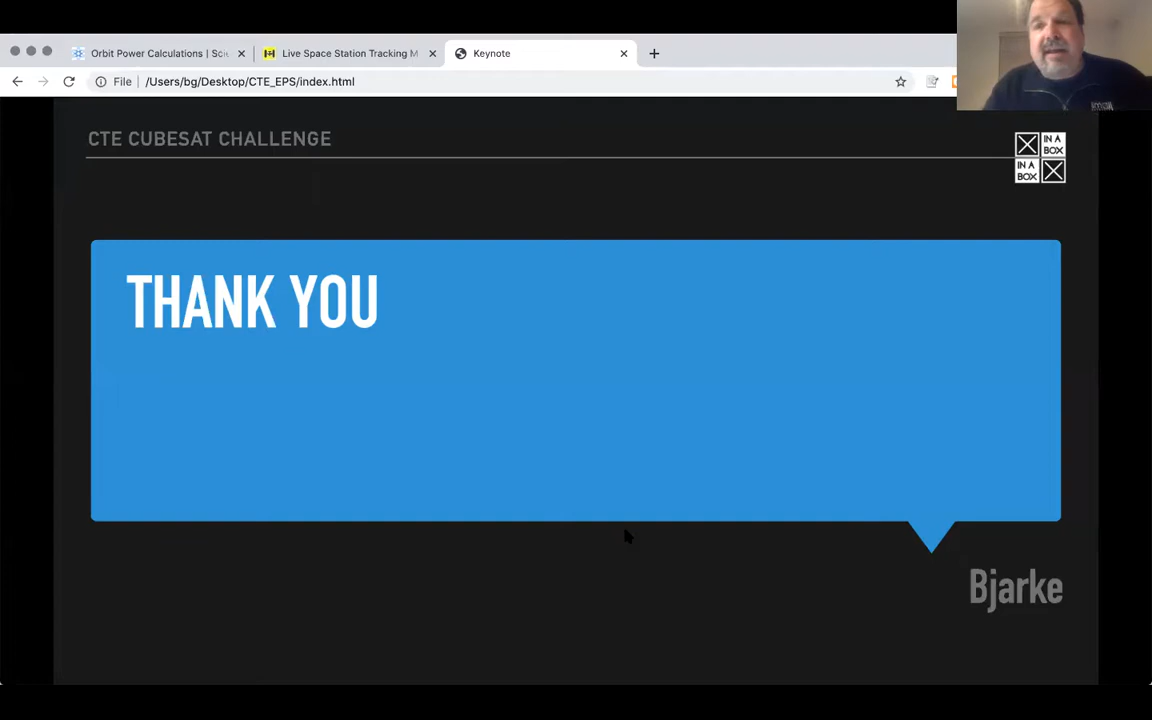 Orbit Power Calculations | Sci
Live Space Station Tracking M
Keynote
File
/Users/bg/Desktop/CTE_EPS/index.html
CTE CUBESAT CHALLENGE
IN A
BOX
IN A
BOX
THANK YOU
Bjarke